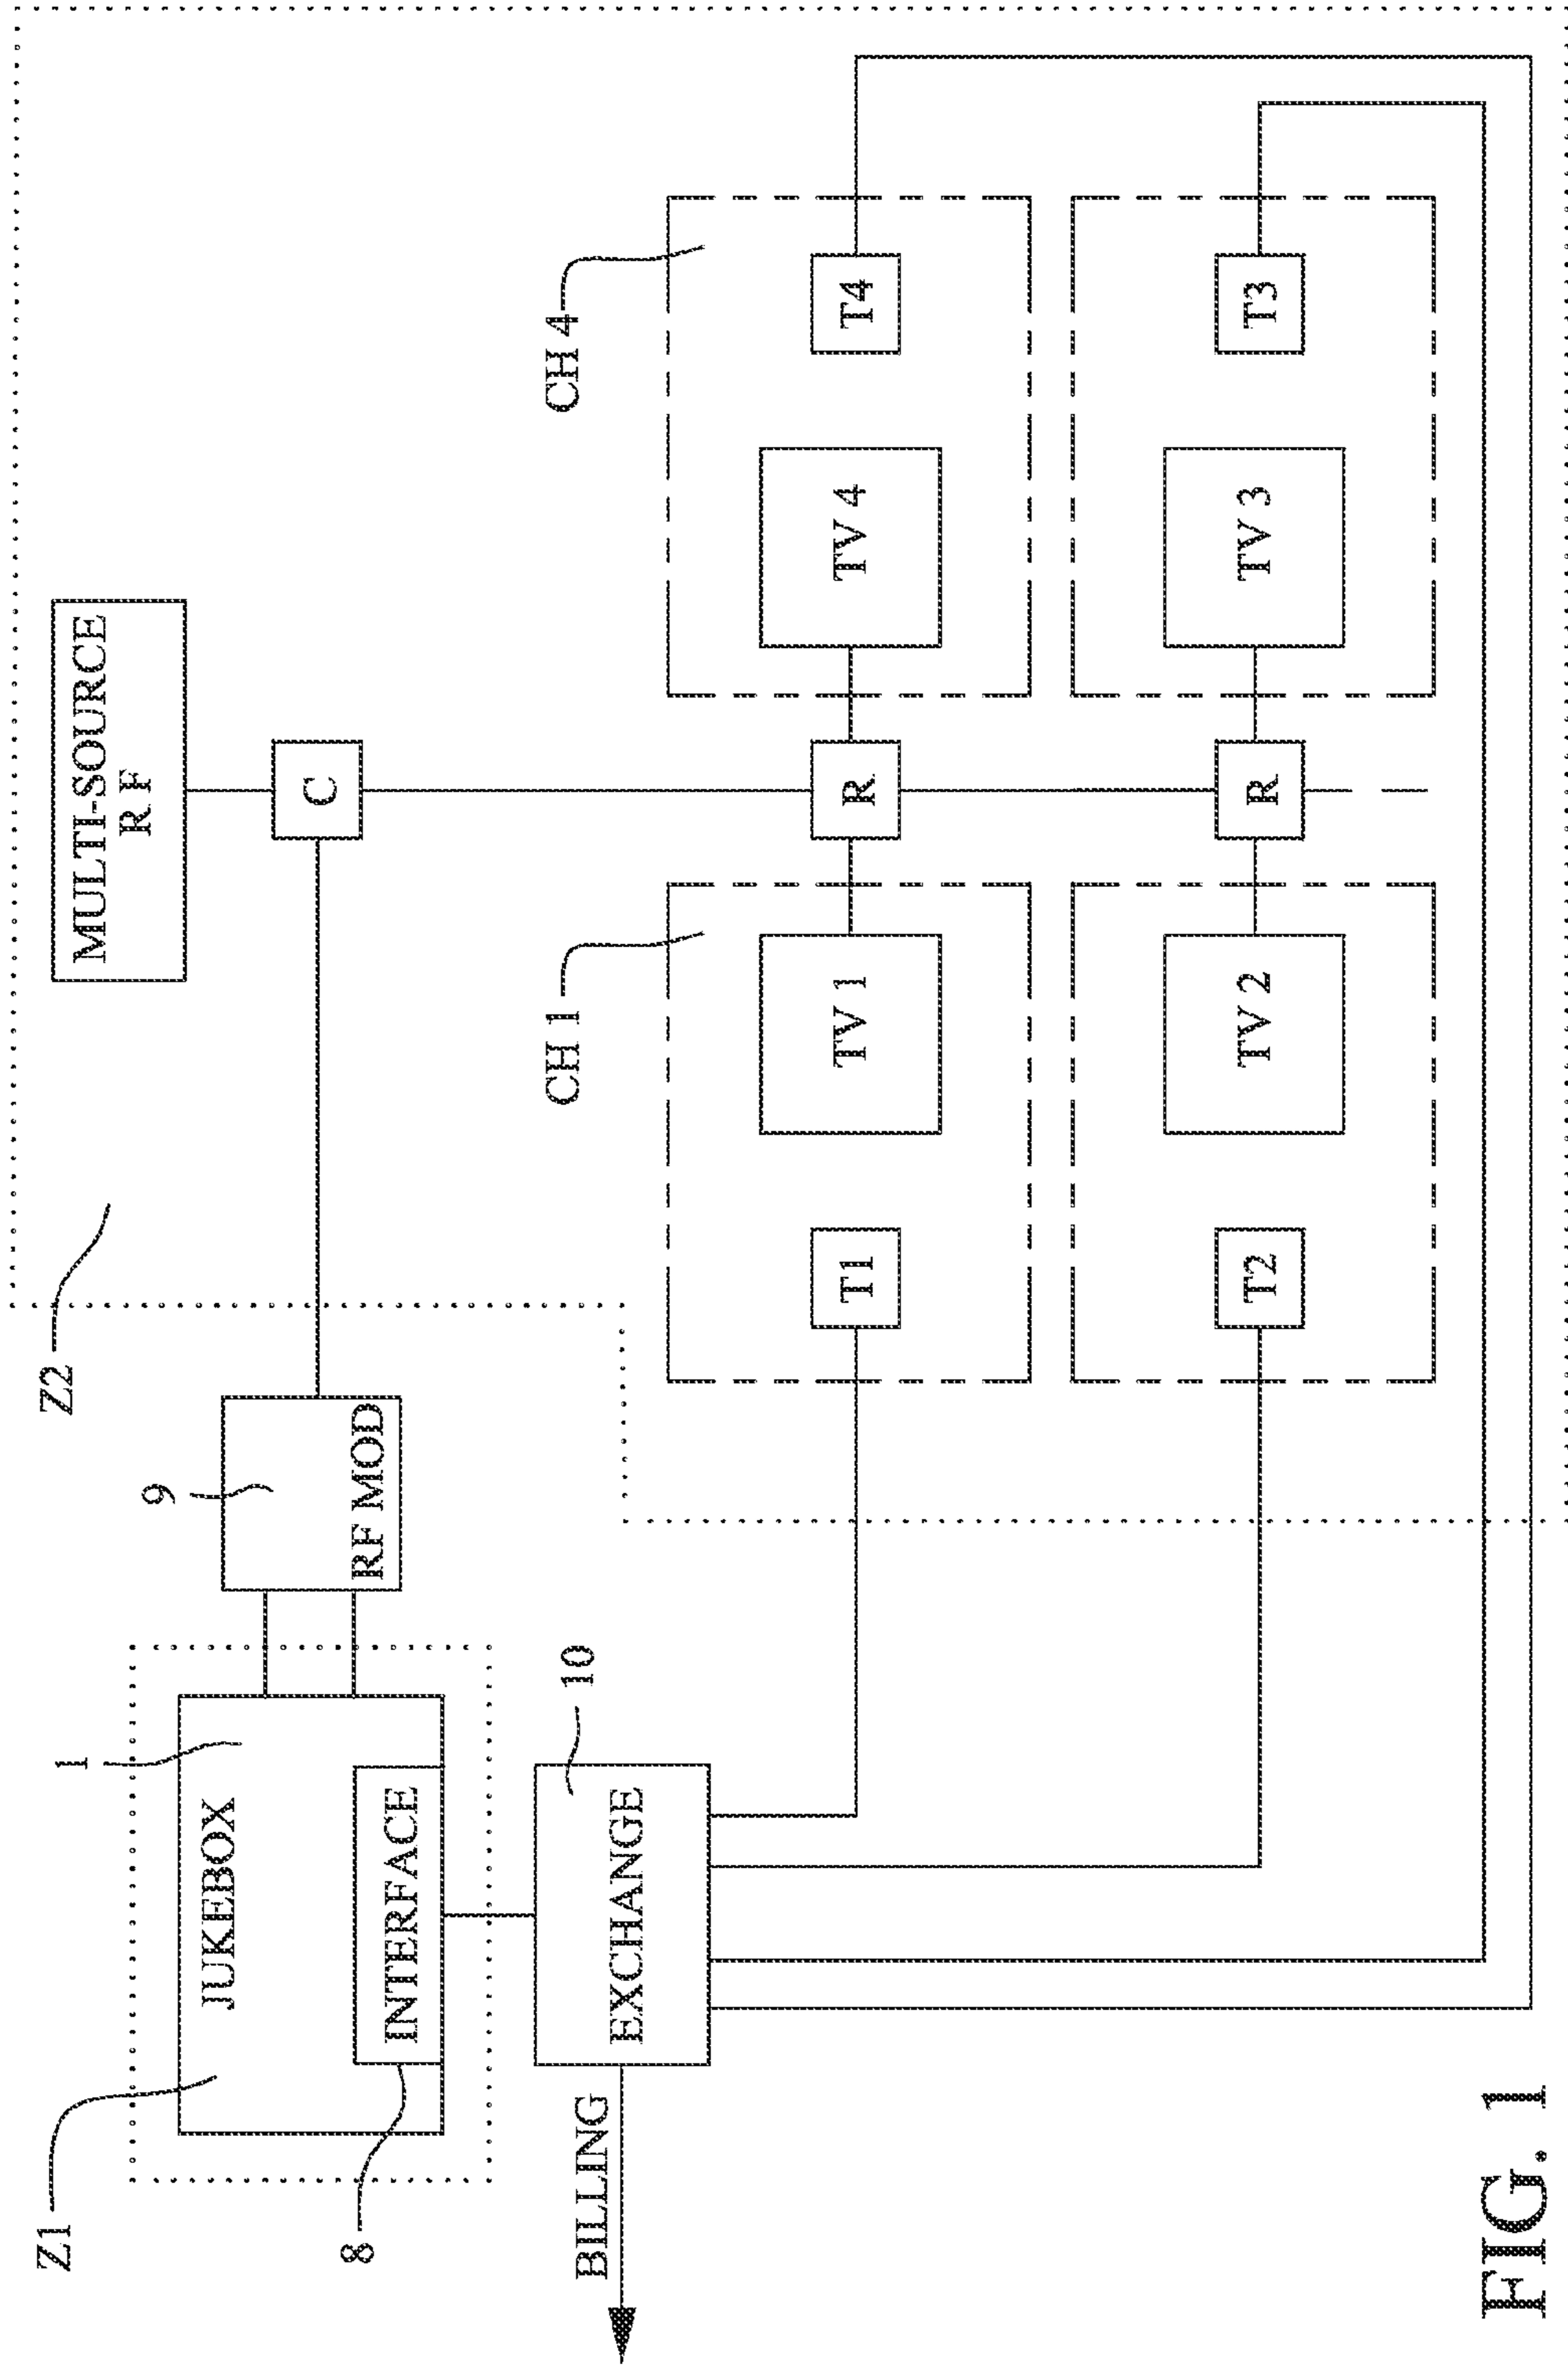 Z1
1
9
Z2
MULTI-SOURCE
R F
JUKEBOX
RF MOD
C
8
INTERFACE
10
CH 1
CH 4
BILLING
EXCHANGE
T1
TV 1
R
TV 4
T4
T2
TV 2
R
TV 3
T3
FIG. 1